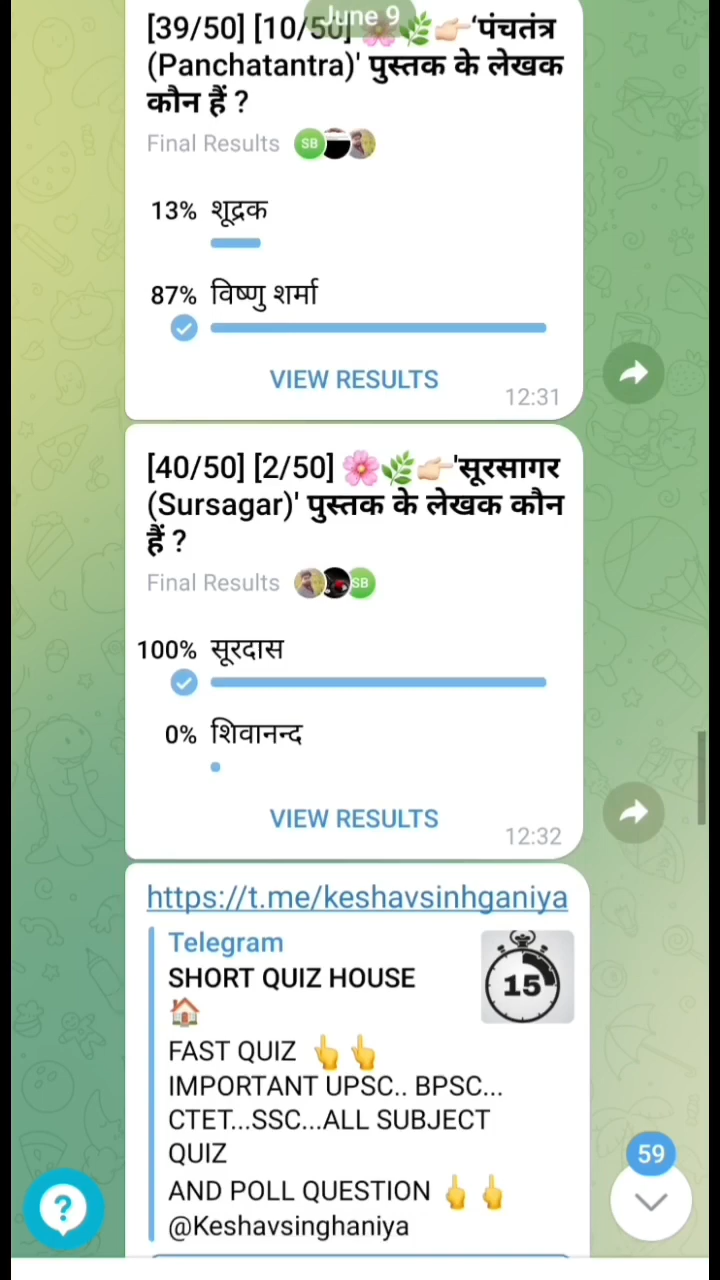 June 9
[39/50] [10/50] 🌸🌿👉🏻‘पंचतंत्र
(Panchatantra)' पुस्तक के लेखक
कौन हैं ?
Final Results SB
13% शूद्रक
87% विष्णु शर्मा
VIEW RESULTS
12:31
[40/50] [2/50] 🌸🌿👉🏻'सूरसागर
(Sursagar)' पुस्तक के लेखक कौन
हैं ?
Final Results SB
100% सूरदास
0% शिवानन्द
VIEW RESULTS
12:32
https://t.me/keshavsinhganiya
Telegram
SHORT QUIZ HOUSE
🏠
15
FAST QUIZ 👆👆
IMPORTANT UPSC.. BPSC...
CTET...SSC...ALL SUBJECT
QUIZ
AND POLL QUESTION 👆👆
@Keshavsinghaniya
59
?